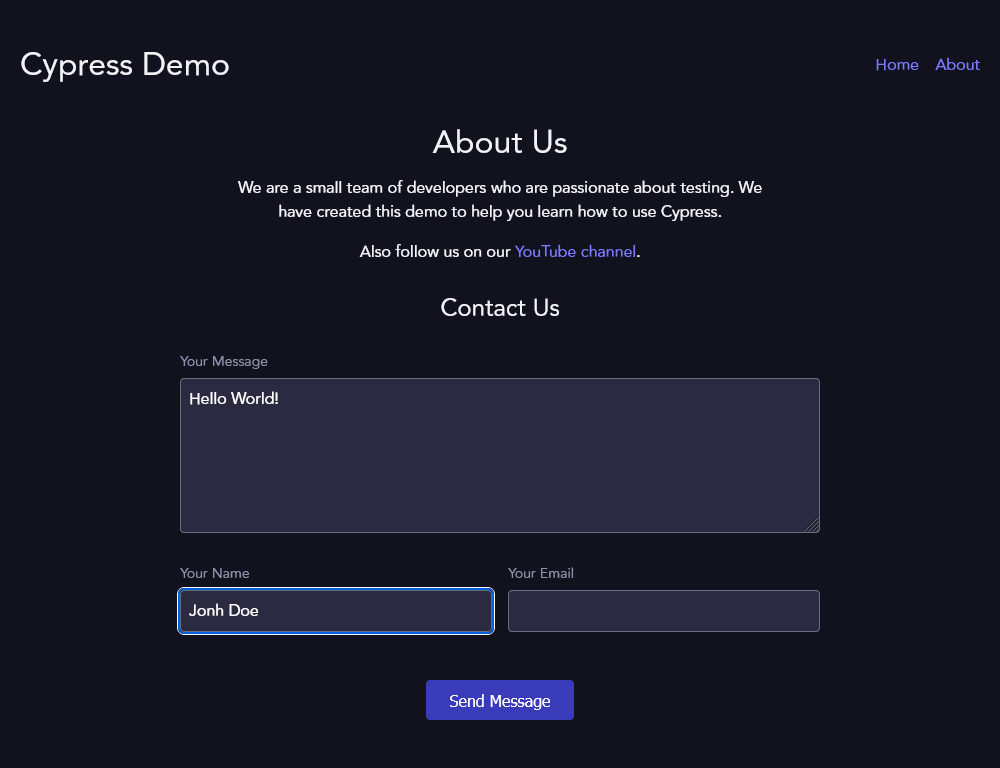 Cypress Demo
Home About
About Us
We are a small team of developers who are passionate about testing. We
have created this demo to help you learn how to use Cypress.
Also follow us on our YouTube channel.
Contact Us
Your Message
Hello World!
Your Name Your Email
Jonh Doe
Send Message